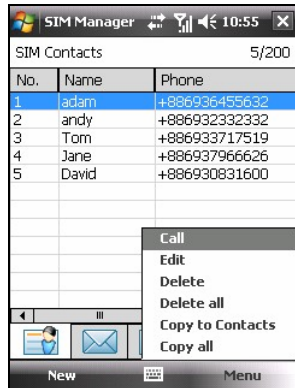 SIM Manager 10:55
SIM Contacts 5/200
No. Name Phone
1 adam +886936455632
2 andy +886932332332
3 Tom +886933717519
4 Jane +886937966626
5 David +886930831600
Call
Edit
Delete
Delete all
Copy to Contacts
Copy all
New Menu